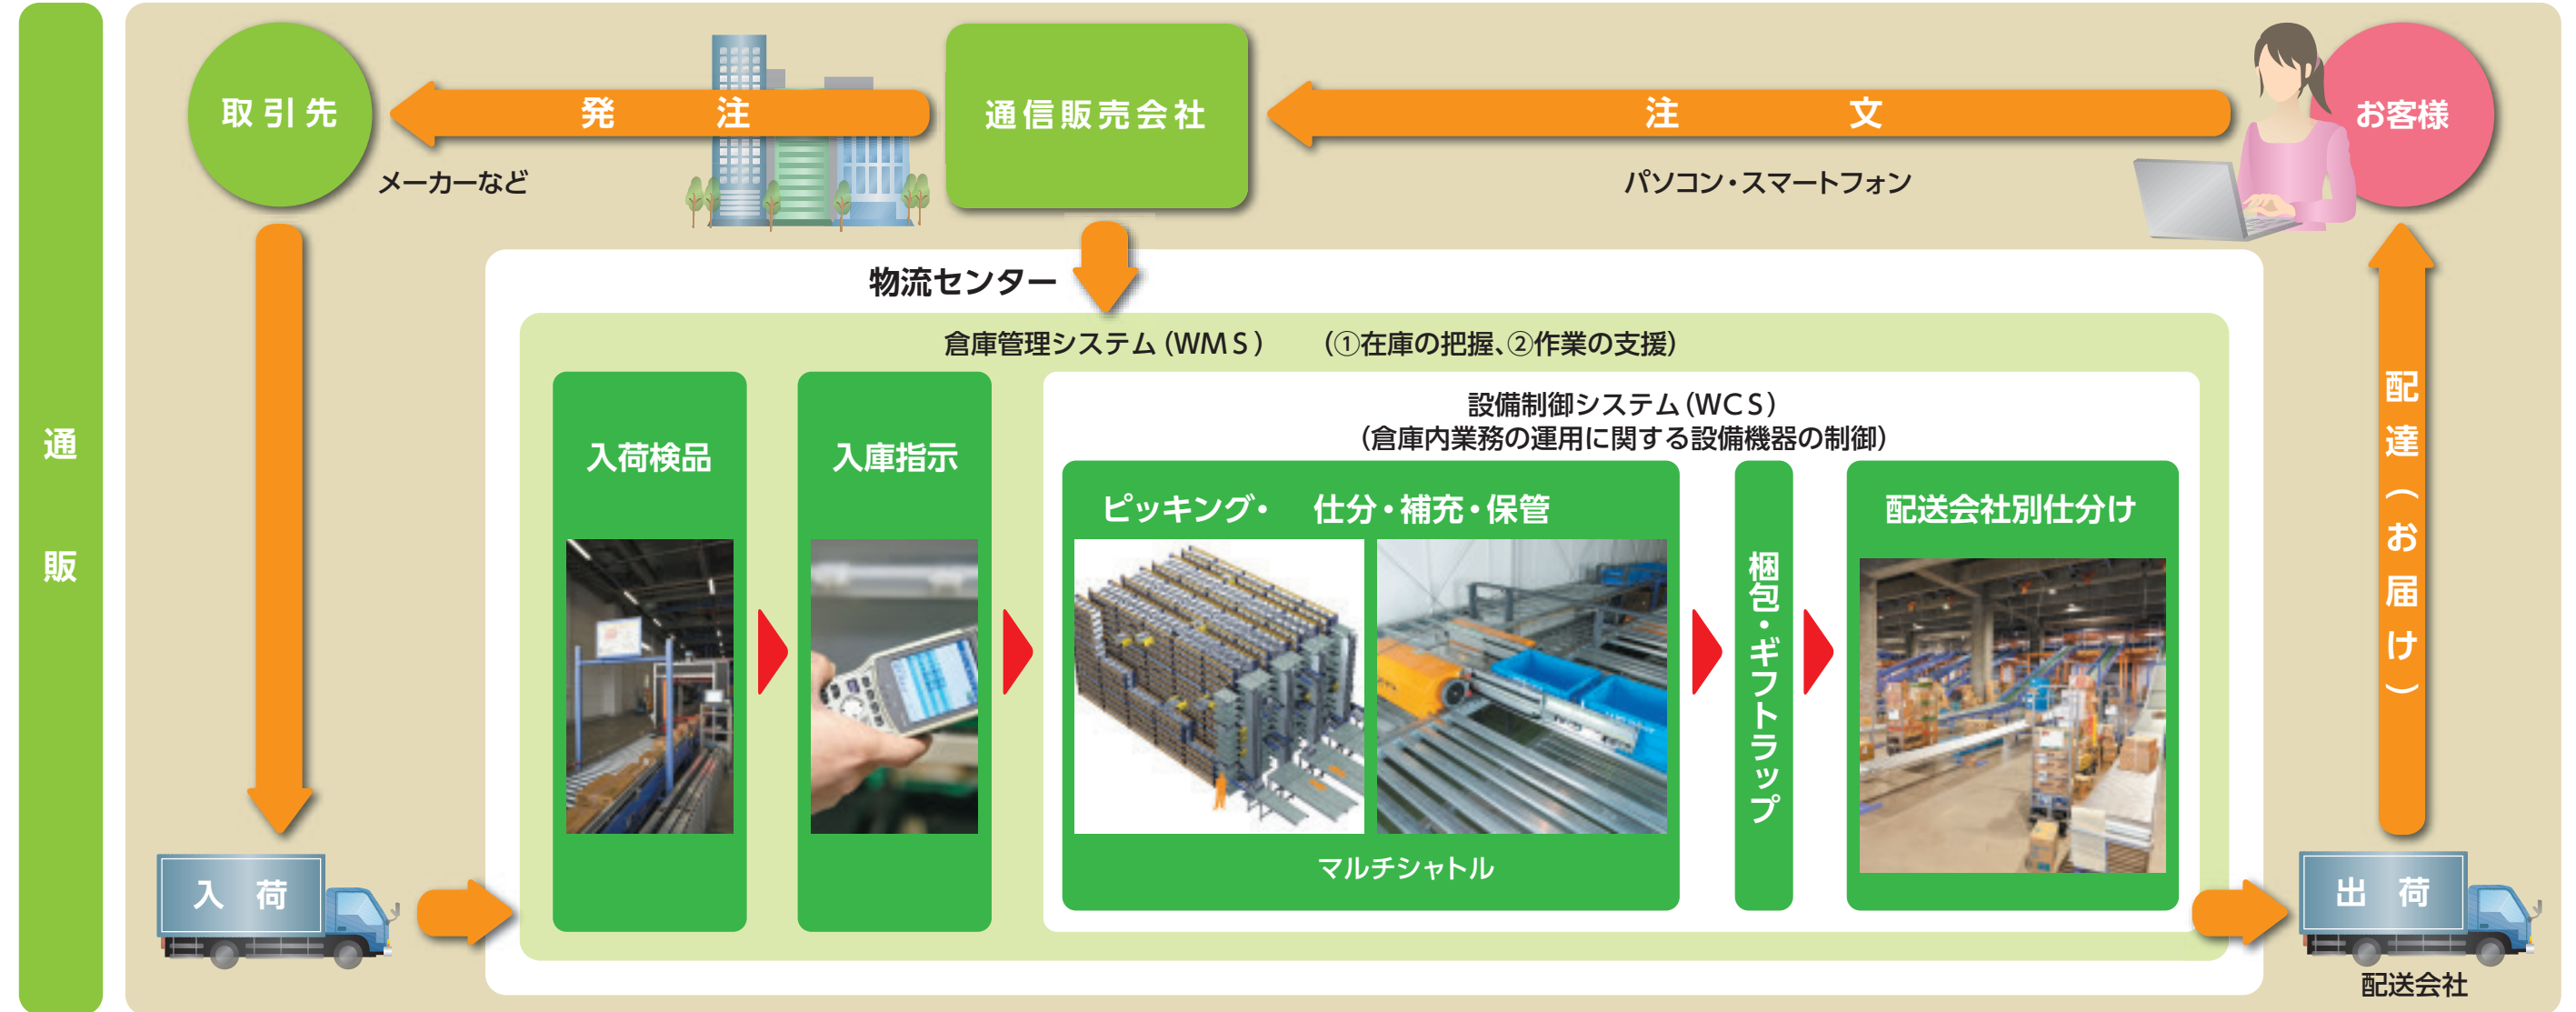 通販
取引先
発注
通信販売会社
注文
お客様
メーカーなど
パソコン・スマートフォン
物流センター
倉庫管理システム(WMS) (①在庫の把握、②作業の支援)
設備制御システム(WCS)
(倉庫内業務の運用に関する設備機器の制御)
入荷検品
入庫指示
ピッキング・ 仕分・補充・保管
マルチシャトル
梱包・ギフトラップ
配送会社別仕分け
配達(お届け)
入荷
出荷
配送会社